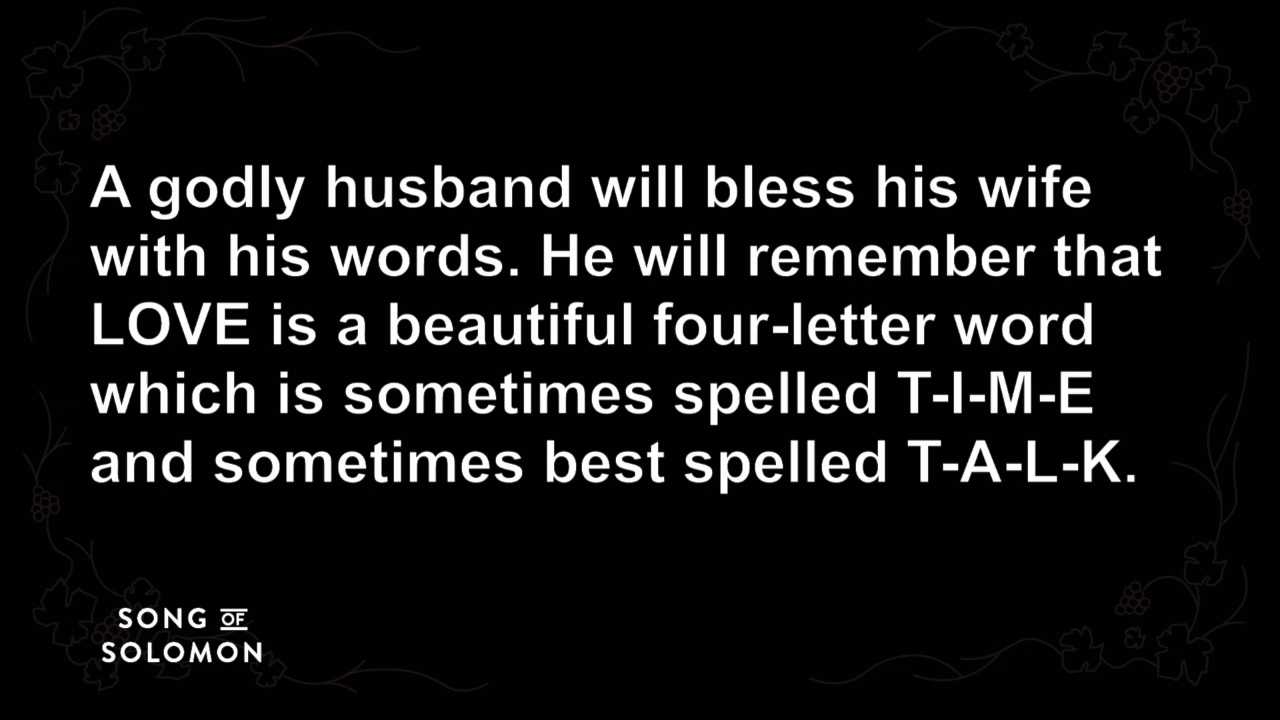 A godly husband will bless his wife
with his words. He will remember that
LOVE is a beautiful four-letter word
which is sometimes spelled T-I-M-E
and sometimes best spelled T-A-L-K.
SONG OF
SOLOMON